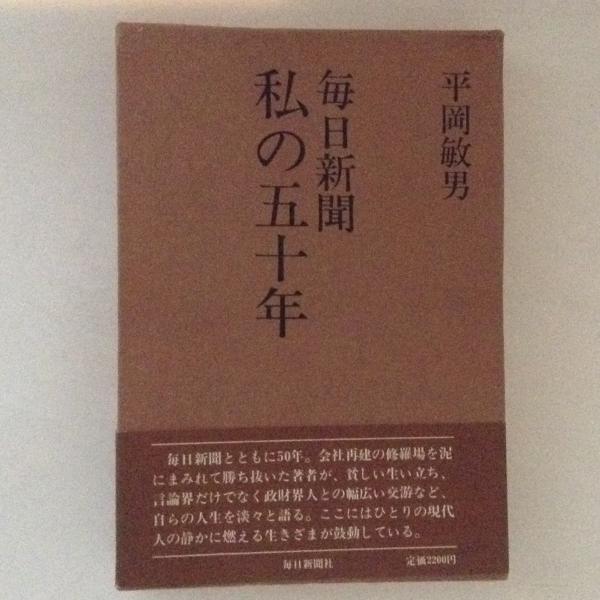 平岡敏男
毎日新聞
私の五十年
毎日新聞とともに50年。会社再建の修羅場を泥
にまみれて勝ち抜いた著者が、貧しい生い立ち、
言論界だけでなく政財界人との幅広い交游など、
自らの人生を淡々と語る。ここにはひとりの現代
人の静かに燃える生きざまが鼓動している。
毎日新聞社
定価2200円